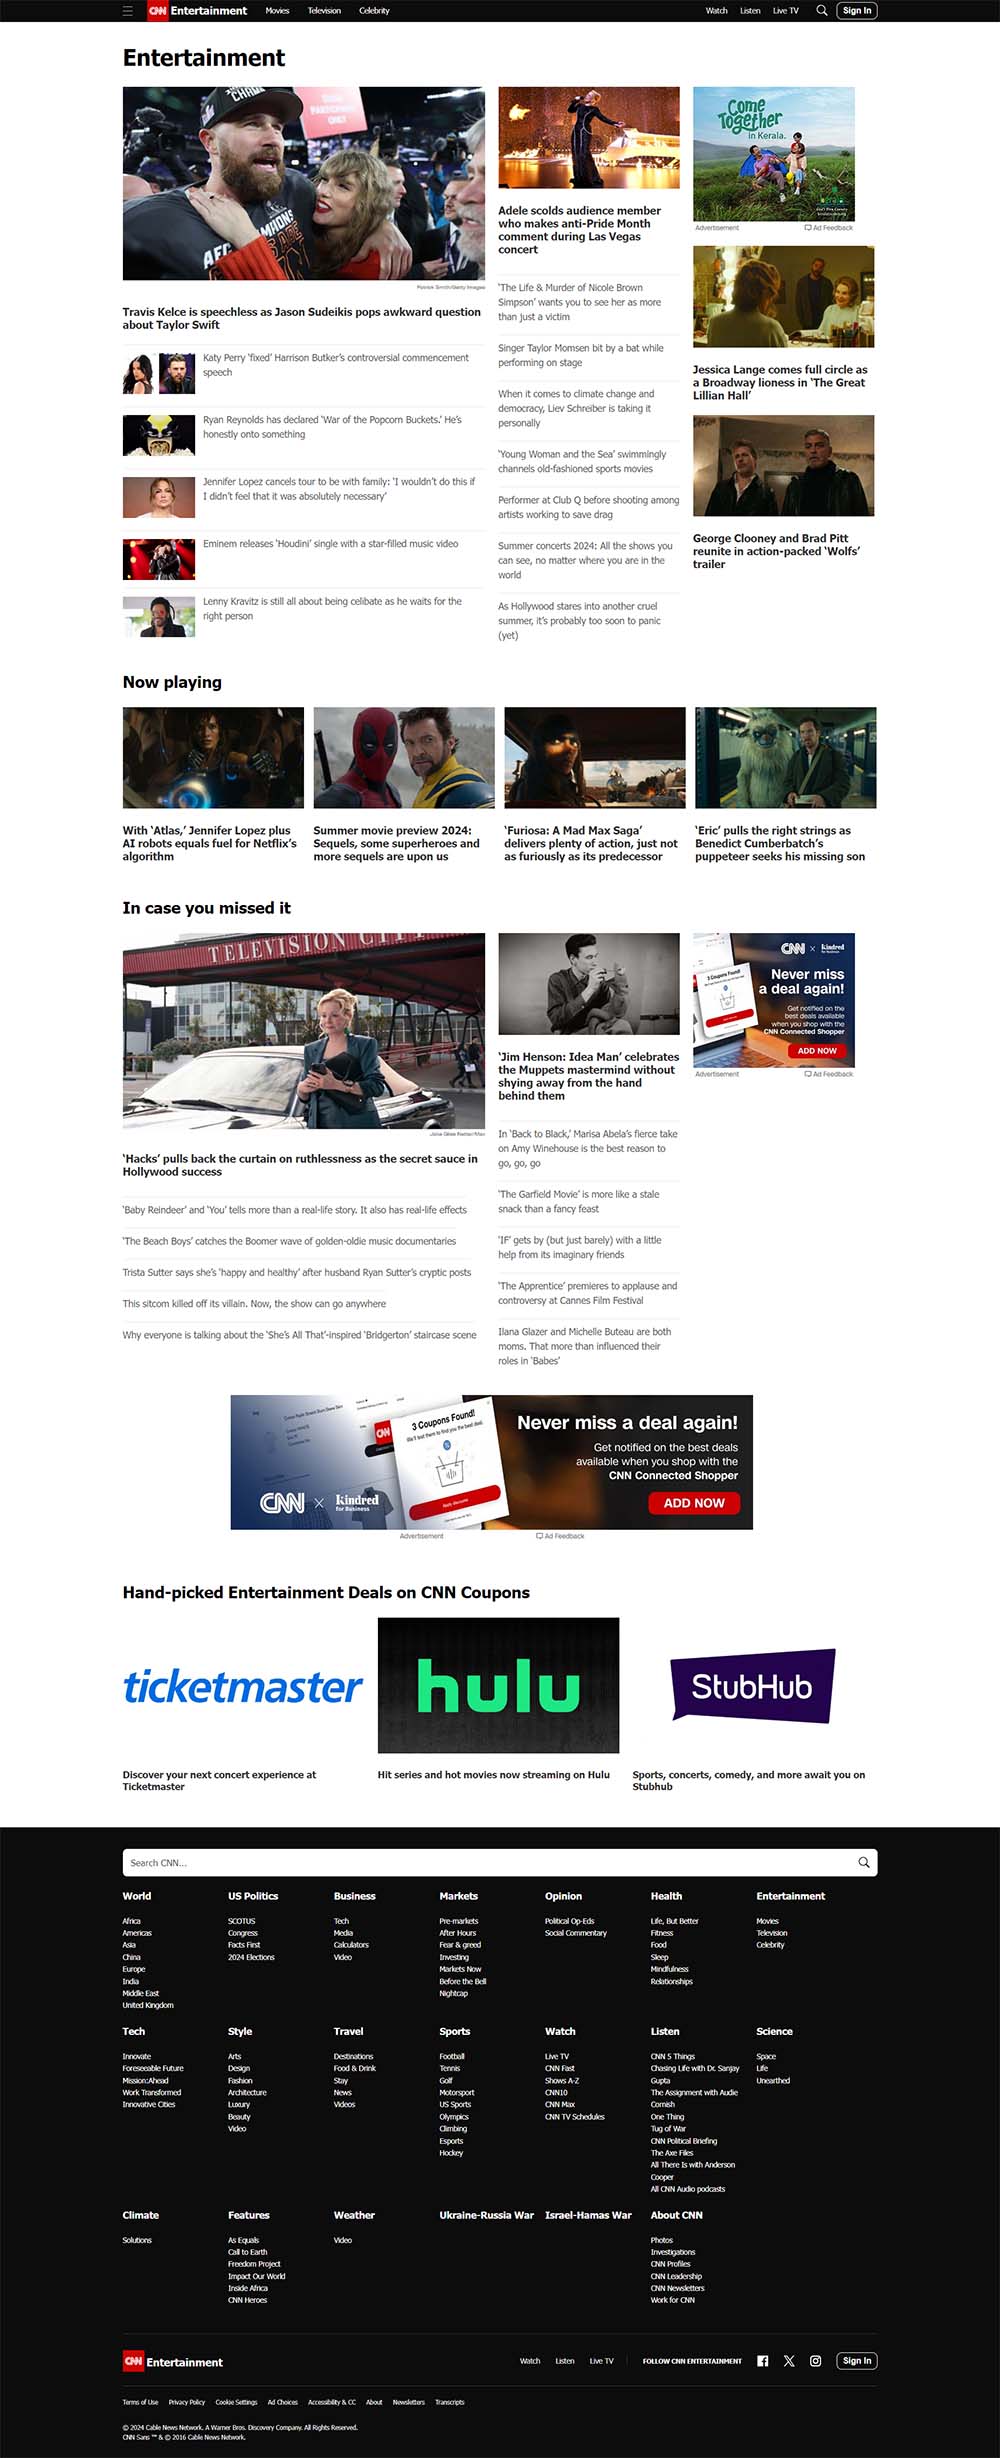 CNN Entertainment Movies Television Celebrity Watch Listen Live TV Sign In
Entertainment
CHAM
PARTICIPATE
ONLY
AFC
CHAMPIONS
Patrick Smith/Getty Images
Travis Kelce is speechless as Jason Sudeikis pops awkward question
about Taylor Swift
Katy Perry ‘fixed’ Harrison Butker’s controversial commencement
speech
Ryan Reynolds has declared ‘War of the Popcorn Buckets.’ He’s
honestly onto something
Jennifer Lopez cancels tour to be with family: ‘I wouldn’t do this if
I didn’t feel that it was absolutely necessary’
Eminem releases ‘Houdini’ single with a star-filled music video
Lenny Kravitz is still all about being celibate as he waits for the
right person
Adele scolds audience member
who makes anti-Pride Month
comment during Las Vegas
concert
‘The Life & Murder of Nicole Brown
Simpson’ wants you to see her as more
than just a victim
Singer Taylor Momsen bit by a bat while
performing on stage
When it comes to climate change and
democracy, Liev Schreiber is taking it
personally
‘Young Woman and the Sea’ swimmingly
channels old-fashioned sports movies
Performer at Club Q before shooting among
artists working to save drag
Summer concerts 2024: All the shows you
can see, no matter where you are in the
world
As Hollywood stares into another cruel
summer, it’s probably too soon to panic
(yet)
Come
Together
in Kerala.
Advertisement Ad Feedback
Jessica Lange comes full circle as
a Broadway lioness in ‘The Great
Lillian Hall’
George Clooney and Brad Pitt
reunite in action-packed ‘Wolfs’
trailer
Now playing
With ‘Atlas,’ Jennifer Lopez plus
AI robots equals fuel for Netflix’s
algorithm
Summer movie preview 2024:
Sequels, some superheroes and
more sequels are upon us
‘Furiosa: A Mad Max Saga’
delivers plenty of action, just not
as furiously as its predecessor
‘Eric’ pulls the right strings as
Benedict Cumberbatch’s
puppeteer seeks his missing son
In case you missed it
TELEVISION CITY
‘Hacks’ pulls back the curtain on ruthlessness as the secret sauce in
Hollywood success
‘Baby Reindeer’ and ‘You’ tells more than a real-life story. It also has real-life effects
‘The Beach Boys’ catches the Boomer wave of golden-oldie music documentaries
Trista Sutter says she’s ‘happy and healthy’ after husband Ryan Sutter’s cryptic posts
This sitcom killed off its villain. Now, the show can go anywhere
Why everyone is talking about the ‘She’s All That’-inspired ‘Bridgerton’ staircase scene
‘Jim Henson: Idea Man’ celebrates
the Muppets mastermind without
shying away from the hand
behind them
In ‘Back to Black,’ Marisa Abela’s fierce take
on Amy Winehouse is the best reason to
go, go, go
‘The Garfield Movie’ is more like a stale
snack than a fancy feast
‘IF’ gets by (but just barely) with a little
help from its imaginary friends
‘The Apprentice’ premieres to applause and
controversy at Cannes Film Festival
Ilana Glazer and Michelle Buteau are both
moms. That more than influenced their
roles in ‘Babes’
CNN × Kindred
for Business
3 Coupons Found!
Never miss
a deal again!
Get notified on the
best deals available
when you shop with the
CNN Connected Shopper
ADD NOW
Advertisement Ad Feedback
CNN
3 Coupons Found!
We'll test them to find you the best deal.
Apply discounts
CNN × Kindred
for Business
Never miss a deal again!
Get notified on the best deals
available when you shop with the
CNN Connected Shopper
ADD NOW
Advertisement Ad Feedback
Hand-picked Entertainment Deals on CNN Coupons
ticketmaster
hulu
StubHub
Discover your next concert experience at
Ticketmaster
Hit series and hot movies now streaming on Hulu
Sports, concerts, comedy, and more await you on
Stubhub
Search CNN...
World
Africa
Americas
Asia
China
Europe
India
Middle East
United Kingdom
US Politics
SCOTUS
Congress
Facts First
2024 Elections
Business
Tech
Media
Calculators
Video
Markets
Pre-markets
After Hours
Fear & greed
Investing
Markets Now
Before the Bell
Nightcap
Opinion
Political Op-Eds
Social Commentary
Health
Life, But Better
Fitness
Food
Sleep
Mindfulness
Relationships
Entertainment
Movies
Television
Celebrity
Tech
Innovate
Foreseeable Future
Mission:Ahead
Work Transformed
Innovative Cities
Style
Arts
Design
Fashion
Architecture
Luxury
Beauty
Video
Travel
Destinations
Food & Drink
Stay
News
Videos
Sports
Football
Tennis
Golf
Motorsport
US Sports
Olympics
Climbing
Esports
Hockey
Watch
Live TV
CNN Fast
Shows A-Z
CNN10
CNN Max
CNN TV Schedules
Listen
CNN 5 Things
Chasing Life with Dr. Sanjay
Gupta
The Assignment with Audie
Cornish
One Thing
Tug of War
CNN Political Briefing
The Axe Files
All There Is with Anderson
Cooper
All CNN Audio podcasts
Science
Space
Life
Unearthed
Climate
Solutions
Features
As Equals
Call to Earth
Freedom Project
Impact Our World
Inside Africa
CNN Heroes
Weather
Video
Ukraine-Russia War
Israel-Hamas War
About CNN
Photos
Investigations
CNN Profiles
CNN Leadership
CNN Newsletters
Work for CNN
CNN Entertainment Watch Listen Live TV FOLLOW CNN ENTERTAINMENT Sign In
Terms of Use Privacy Policy Cookie Settings Ad Choices Accessibility & CC About Newsletters Transcripts
© 2024 Cable News Network. A Warner Bros. Discovery Company. All Rights Reserved.
CNN Sans ™ & © 2016 Cable News Network.